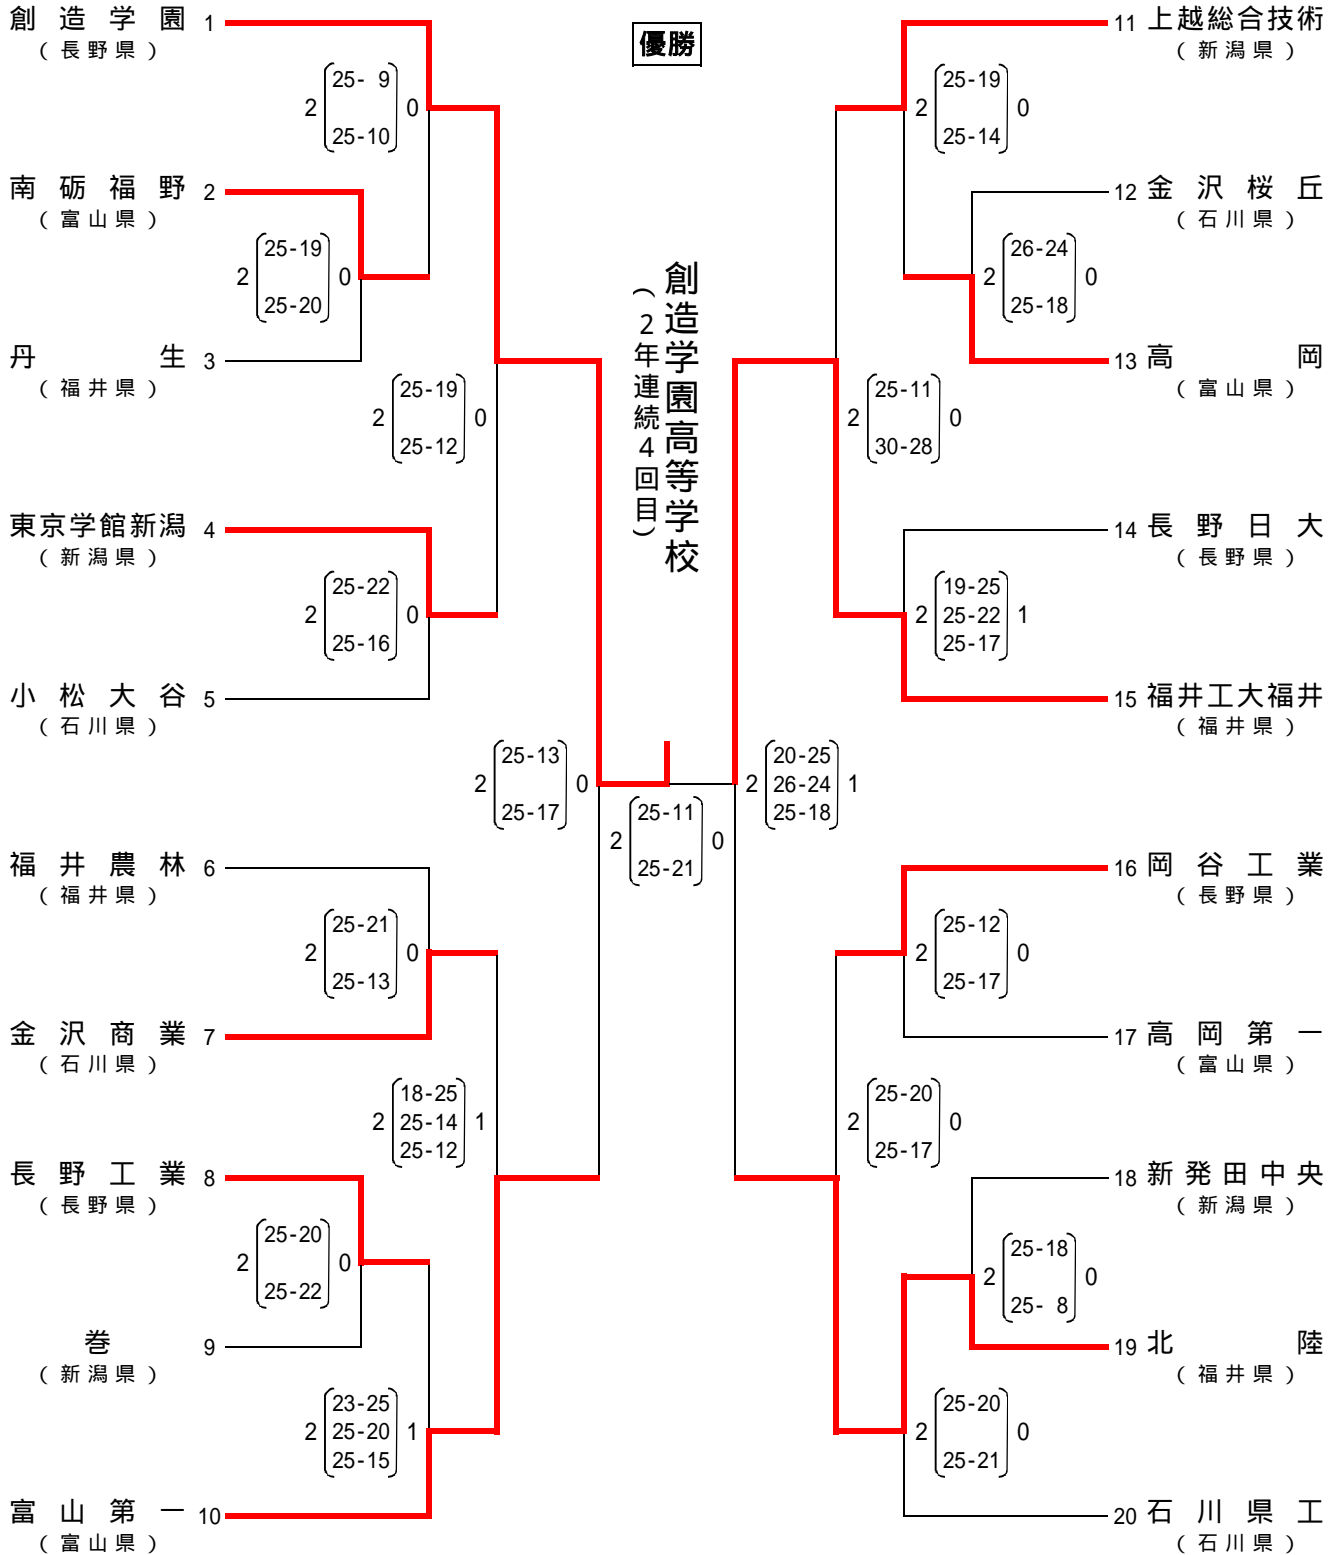 優勝
創造学園高等学校
(2年連続4回目)
創造学園 1
(長野県)
2 25- 9 0
25-10
南砺福野 2
(富山県)
2 25-19 0
25-20
丹生 3
(福井県)
2 25-19 0
25-12
東京学館新潟 4
(新潟県)
2 25-22 0
25-16
小松大谷 5
(石川県)
2 25-13 0
25-17
福井農林 6
(福井県)
2 25-21 0
25-13
金沢商業 7
(石川県)
18-25
2 25-14 1
25-12
長野工業 8
(長野県)
2 25-20 0
25-22
巻 9
(新潟県)
23-25
2 25-20 1
25-15
富山第一 10
(富山県)
2 25-11 0
25-21
11 上越総合技術
(新潟県)
2 25-19 0
25-14
12 金沢桜丘
(石川県)
2 26-24 0
25-18
13 高岡
(富山県)
2 25-11 0
30-28
14 長野日大
(長野県)
19-25
2 25-22 1
25-17
15 福井工大福井
(福井県)
20-25
2 26-24 1
25-18
16 岡谷工業
(長野県)
2 25-12 0
25-17
17 高岡第一
(富山県)
2 25-20 0
25-17
18 新発田中央
(新潟県)
2 25-18 0
25- 8
19 北陸
(福井県)
2 25-20 0
25-21
20 石川県工
(石川県)